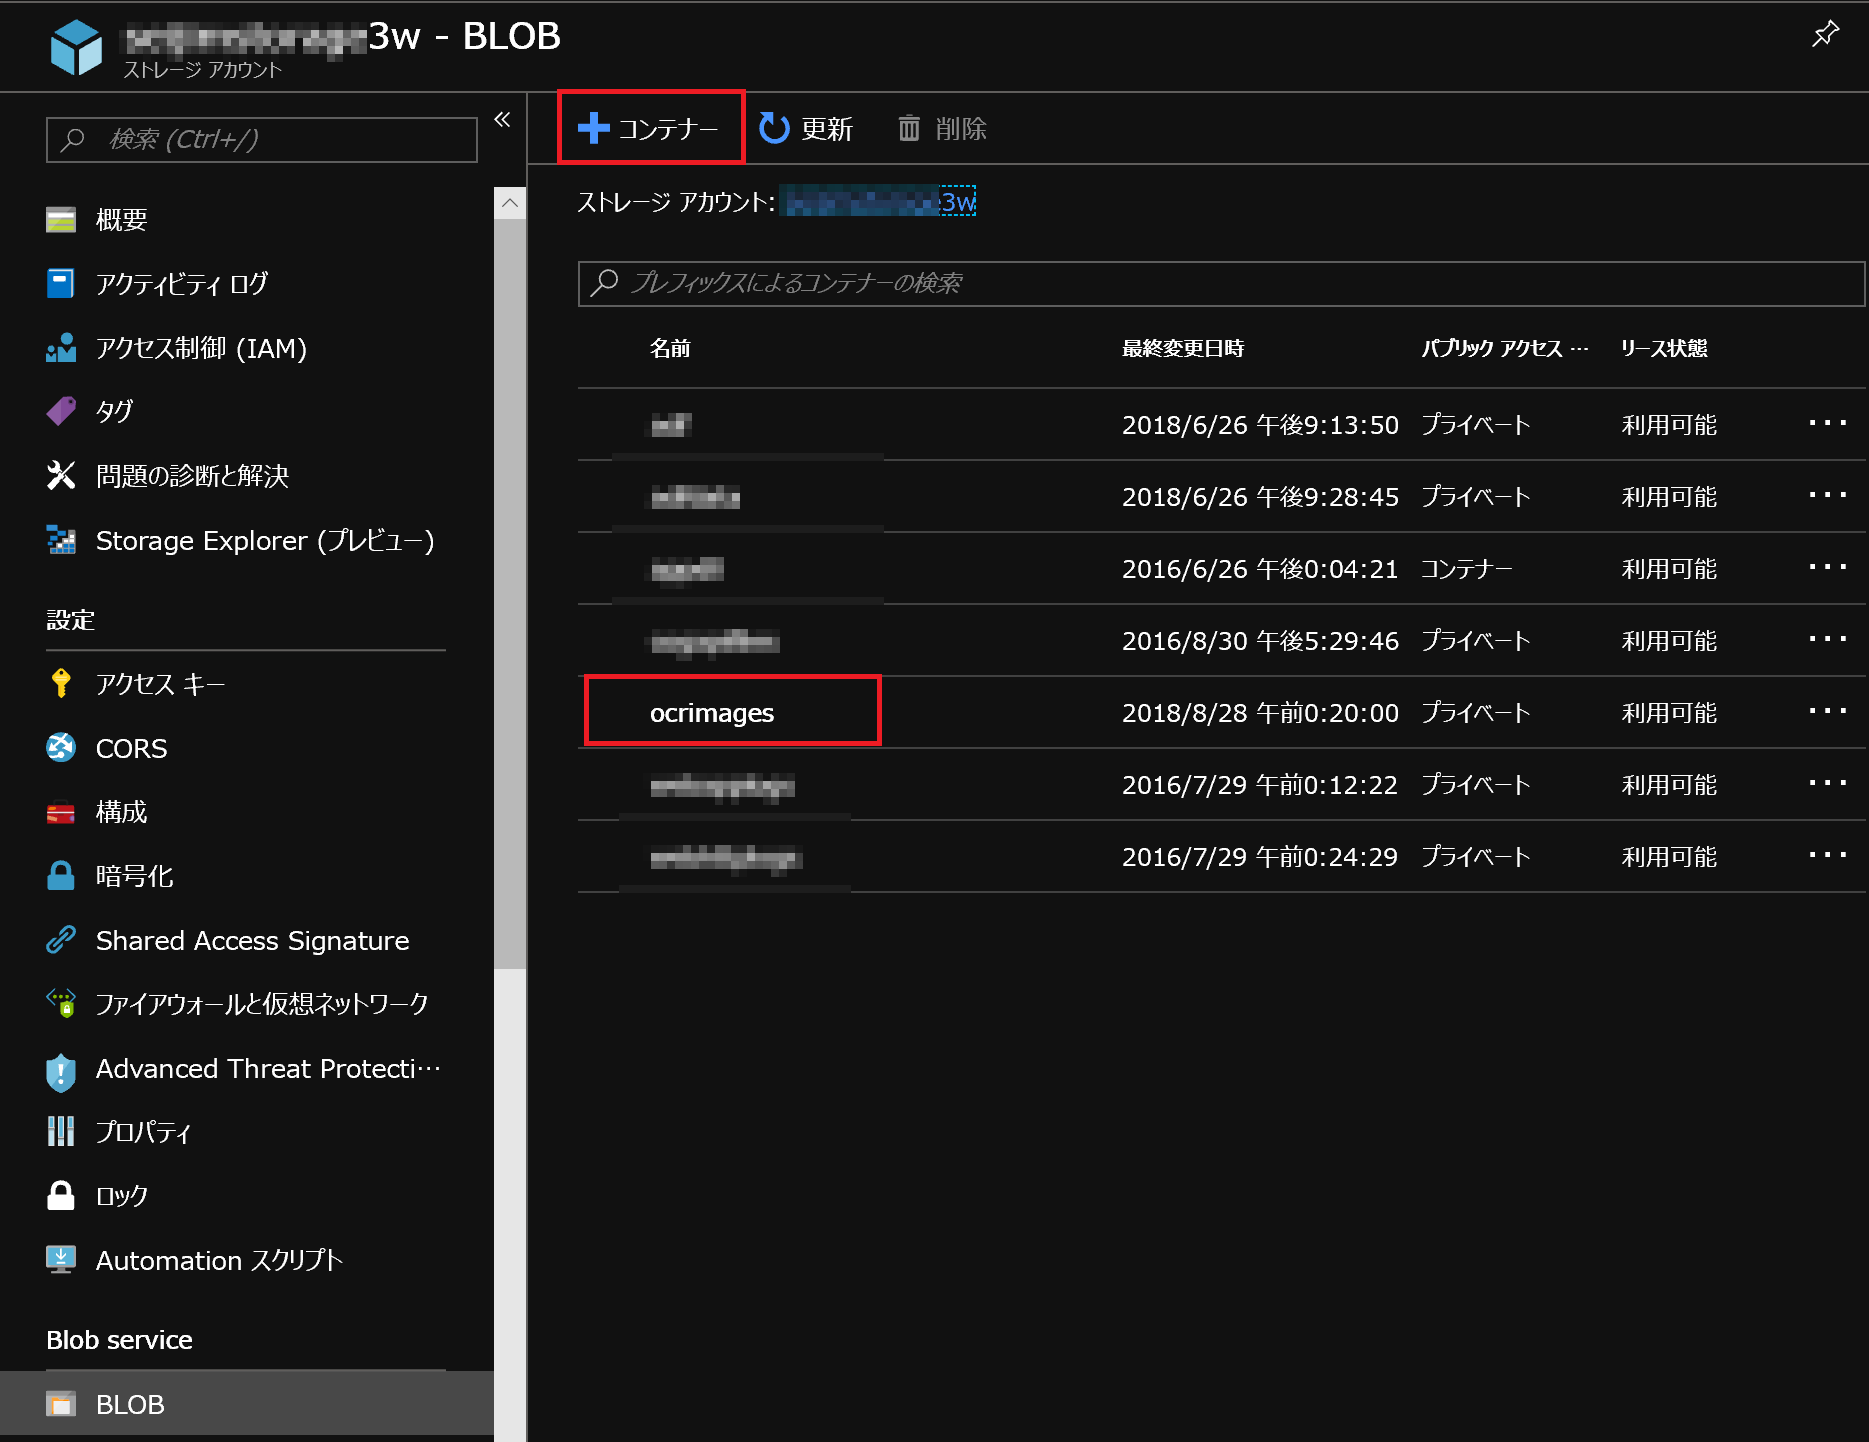 3w - BLOB
ストレージ アカウント
検索 (Ctrl+/)
概要
アクティビティ ログ
アクセス制御 (IAM)
タグ
問題の診断と解決
Storage Explorer (プレビュー)
設定
アクセス キー
CORS
構成
暗号化
Shared Access Signature
ファイアウォールと仮想ネットワーク
Advanced Threat Protecti…
プロパティ
ロック
Automation スクリプト
Blob service
BLOB
コンテナー 更新 削除
ストレージ アカウント: 3w
プレフィックスによるコンテナーの検索
名前 最終変更日時 パブリック アクセス … リース状態
2018/6/26 午後9:13:50 プライベート 利用可能 ...
2018/6/26 午後9:28:45 プライベート 利用可能 ...
2016/6/26 午後0:04:21 コンテナー 利用可能 ...
2016/8/30 午後5:29:46 プライベート 利用可能 ...
ocrimages 2018/8/28 午前0:20:00 プライベート 利用可能 ...
2016/7/29 午前0:12:22 プライベート 利用可能 ...
2016/7/29 午前0:24:29 プライベート 利用可能 ...